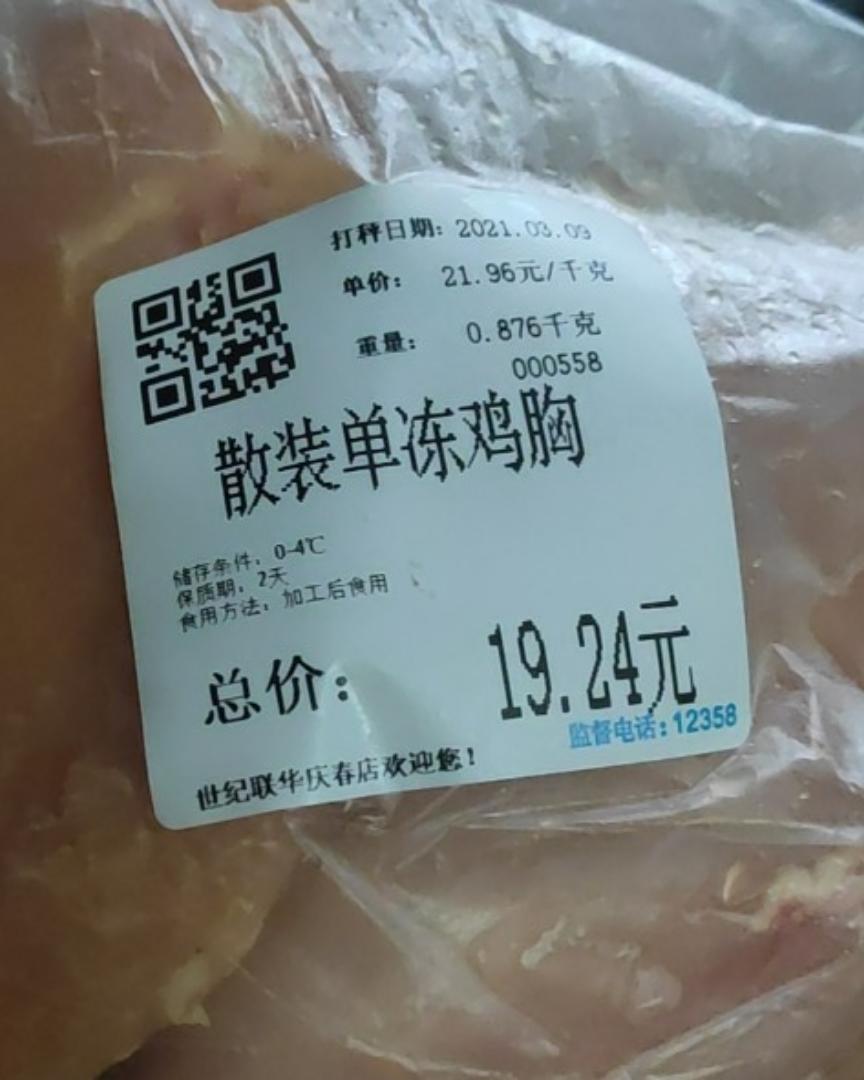 打秤日期: 2021.03.09
单价: 21.96元/千克
重量: 0.876千克
000558
散装单冻鸡胸
储存条件: 0-4℃
保质期: 2天
食用方法: 加工后食用
总价: 19.24元
监督电话:12358
世纪联华庆春店欢迎您!